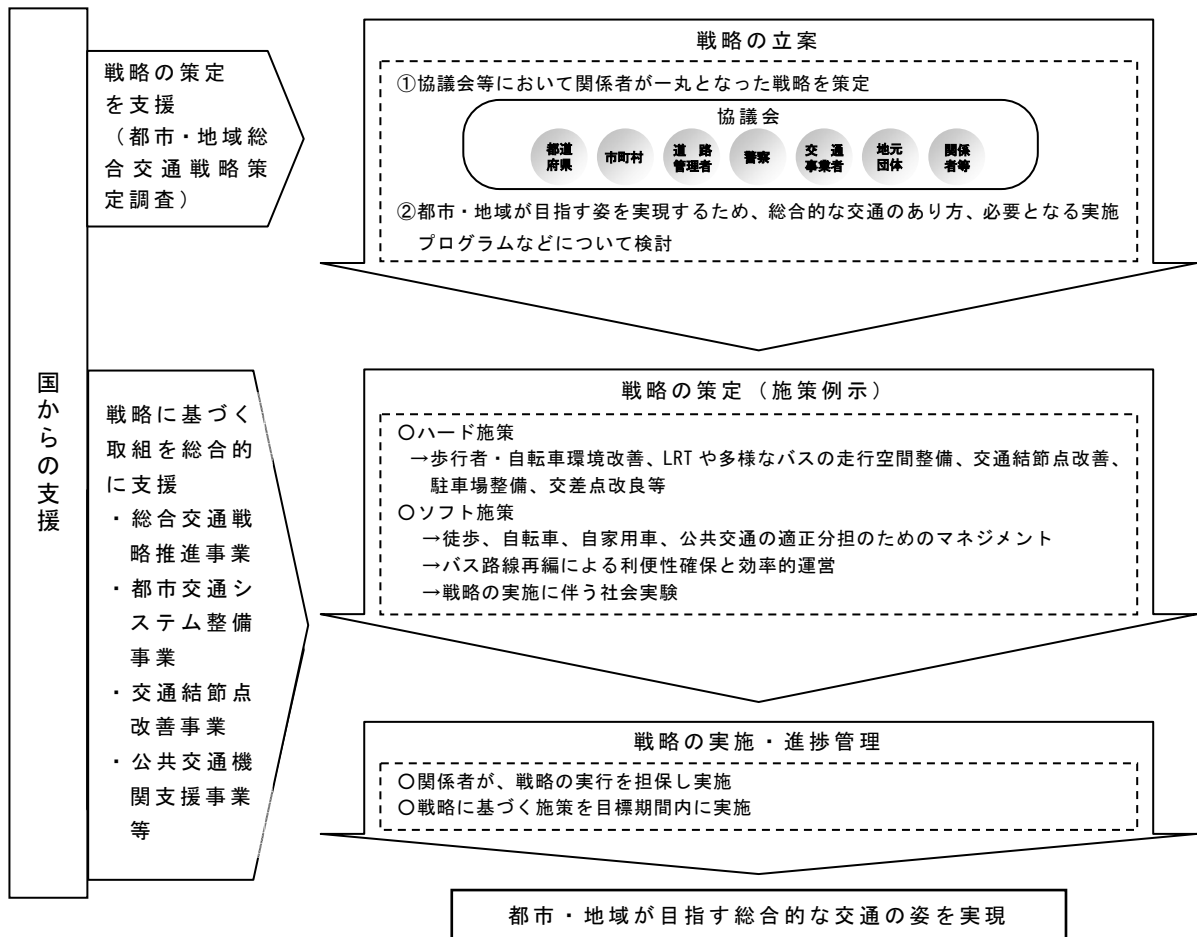 国からの支援
戦略の策定
を支援
（都市・地域総
合交通戦略策
定調査）
戦略の立案
①協議会等において関係者が一丸となった戦略を策定
協議会
都道
府県
市町村
道路
管理者
警察
交通
事業者
地元
団体
関係
者等
②都市・地域が目指す姿を実現するため、総合的な交通のあり方、必要となる実施
プログラムなどについて検討
戦略に基づく
取組を総合的
に支援
・総合交通戦
略推進事業
・都市交通シ
ステム整備
事業
・交通結節点
改善事業
・公共交通機
関支援事業
等
戦略の策定（施策例示）
○ハード施策
→歩行者・自転車環境改善、LRTや多様なバスの走行空間整備、交通結節点改善、
駐車場整備、交差点改良等
○ソフト施策
→徒歩、自転車、自家用車、公共交通の適正分担のためのマネジメント
→バス路線再編による利便性確保と効率的運営
→戦略の実施に伴う社会実験
戦略の実施・進捗管理
○関係者が、戦略の実行を担保し実施
○戦略に基づく施策を目標期間内に実施
都市・地域が目指す総合的な交通の姿を実現